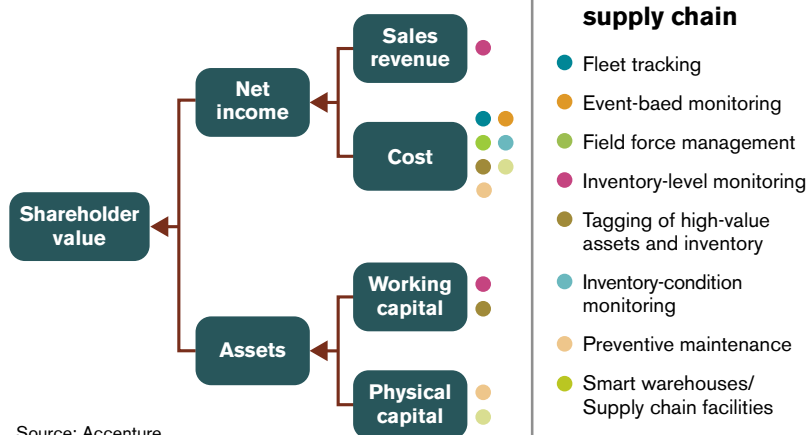 Shareholder
value
Net
income
Assets
Sales
revenue
Cost
Working
capital
Physical
capital
Source: Accenture
supply chain
Fleet tracking
Event-baed monitoring
Field force management
Inventory-level monitoring
Tagging of high-value
assets and inventory
Inventory-condition
monitoring
Preventive maintenance
Smart warehouses/
Supply chain facilities